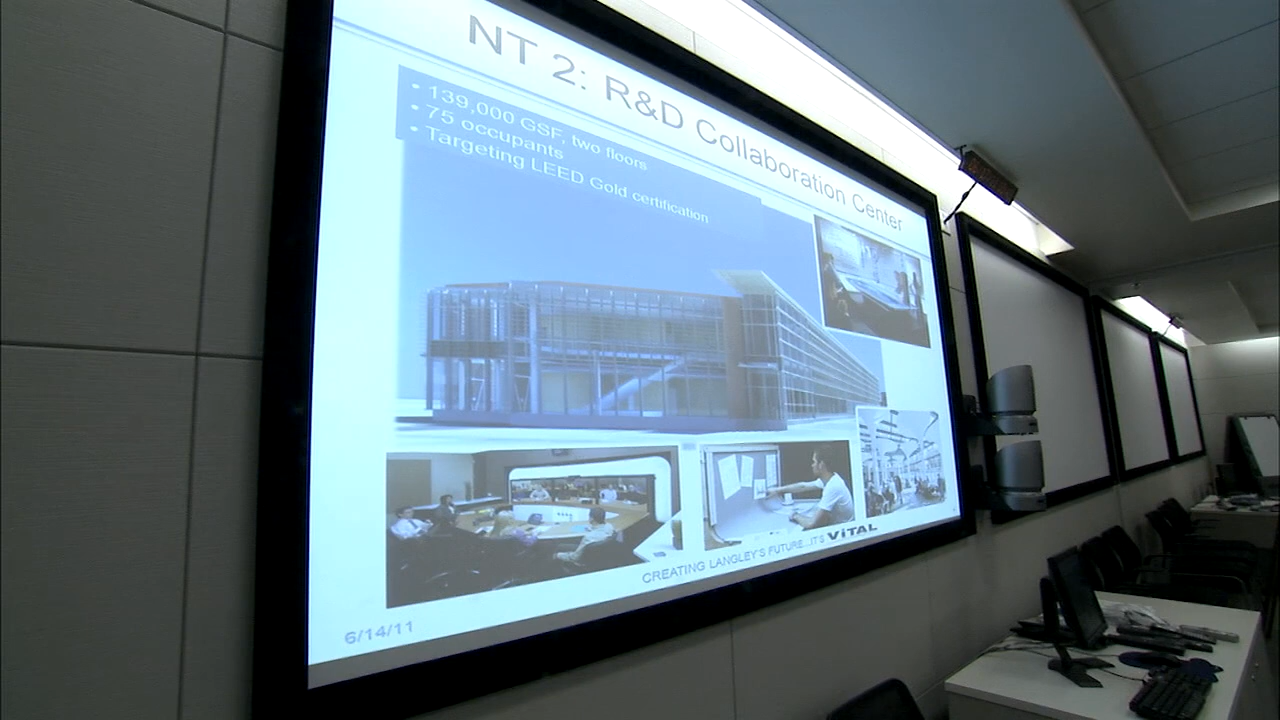 NT 2: R&D Collaboration Center
• 139,000 GSF, two floors
• 75 occupants
• Targeting LEED Gold certification
CREATING LANGLEY'S FUTURE...IT'S ViTAL
6/14/11